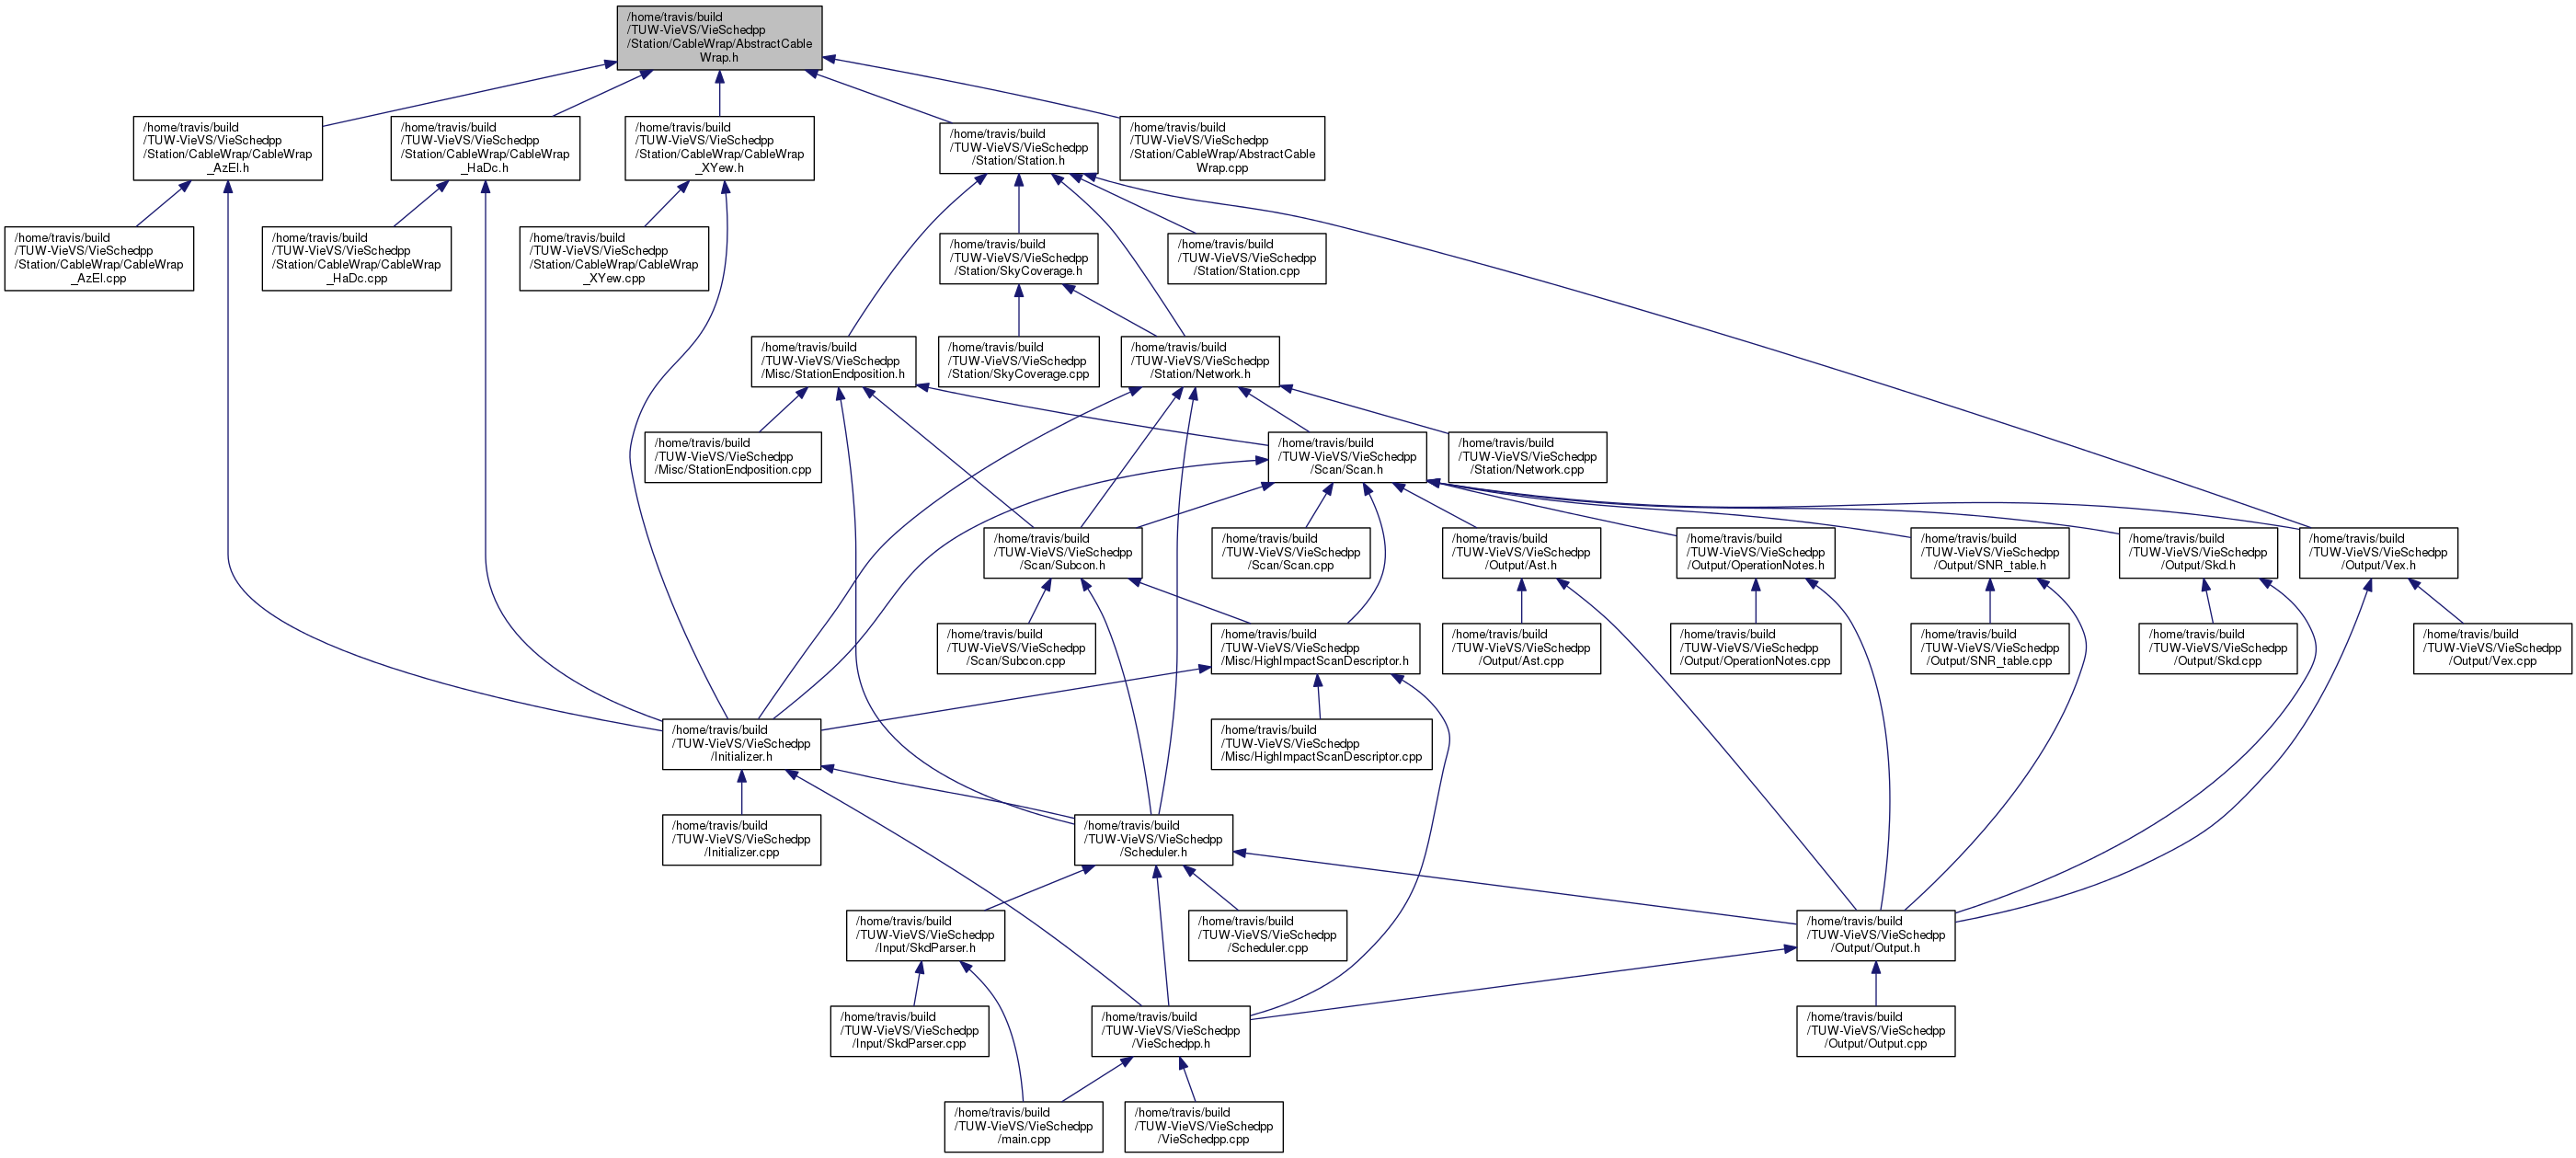 /home/travis/build
/TUW-VieVS/VieSchedpp
/Station/CableWrap/AbstractCable
Wrap.h
/home/travis/build
/TUW-VieVS/VieSchedpp
/Station/CableWrap/CableWrap
_AzEl.h
/home/travis/build
/TUW-VieVS/VieSchedpp
/Station/CableWrap/CableWrap
_HaDc.h
/home/travis/build
/TUW-VieVS/VieSchedpp
/Station/CableWrap/CableWrap
_XYew.h
/home/travis/build
/TUW-VieVS/VieSchedpp
/Station/Station.h
/home/travis/build
/TUW-VieVS/VieSchedpp
/Station/CableWrap/AbstractCable
Wrap.cpp
/home/travis/build
/TUW-VieVS/VieSchedpp
/Station/CableWrap/CableWrap
_AzEl.cpp
/home/travis/build
/TUW-VieVS/VieSchedpp
/Station/CableWrap/CableWrap
_HaDc.cpp
/home/travis/build
/TUW-VieVS/VieSchedpp
/Station/CableWrap/CableWrap
_XYew.cpp
/home/travis/build
/TUW-VieVS/VieSchedpp
/Station/SkyCoverage.h
/home/travis/build
/TUW-VieVS/VieSchedpp
/Station/Station.cpp
/home/travis/build
/TUW-VieVS/VieSchedpp
/Misc/StationEndposition.h
/home/travis/build
/TUW-VieVS/VieSchedpp
/Station/SkyCoverage.cpp
/home/travis/build
/TUW-VieVS/VieSchedpp
/Station/Network.h
/home/travis/build
/TUW-VieVS/VieSchedpp
/Misc/StationEndposition.cpp
/home/travis/build
/TUW-VieVS/VieSchedpp
/Scan/Scan.h
/home/travis/build
/TUW-VieVS/VieSchedpp
/Station/Network.cpp
/home/travis/build
/TUW-VieVS/VieSchedpp
/Scan/Subcon.h
/home/travis/build
/TUW-VieVS/VieSchedpp
/Scan/Scan.cpp
/home/travis/build
/TUW-VieVS/VieSchedpp
/Output/Ast.h
/home/travis/build
/TUW-VieVS/VieSchedpp
/Output/OperationNotes.h
/home/travis/build
/TUW-VieVS/VieSchedpp
/Output/SNR_table.h
/home/travis/build
/TUW-VieVS/VieSchedpp
/Output/Skd.h
/home/travis/build
/TUW-VieVS/VieSchedpp
/Output/Vex.h
/home/travis/build
/TUW-VieVS/VieSchedpp
/Scan/Subcon.cpp
/home/travis/build
/TUW-VieVS/VieSchedpp
/Misc/HighImpactScanDescriptor.h
/home/travis/build
/TUW-VieVS/VieSchedpp
/Output/Ast.cpp
/home/travis/build
/TUW-VieVS/VieSchedpp
/Output/OperationNotes.cpp
/home/travis/build
/TUW-VieVS/VieSchedpp
/Output/SNR_table.cpp
/home/travis/build
/TUW-VieVS/VieSchedpp
/Output/Skd.cpp
/home/travis/build
/TUW-VieVS/VieSchedpp
/Output/Vex.cpp
/home/travis/build
/TUW-VieVS/VieSchedpp
/Initializer.h
/home/travis/build
/TUW-VieVS/VieSchedpp
/Misc/HighImpactScanDescriptor.cpp
/home/travis/build
/TUW-VieVS/VieSchedpp
/Initializer.cpp
/home/travis/build
/TUW-VieVS/VieSchedpp
/Scheduler.h
/home/travis/build
/TUW-VieVS/VieSchedpp
/Input/SkdParser.h
/home/travis/build
/TUW-VieVS/VieSchedpp
/Scheduler.cpp
/home/travis/build
/TUW-VieVS/VieSchedpp
/Output/Output.h
/home/travis/build
/TUW-VieVS/VieSchedpp
/Input/SkdParser.cpp
/home/travis/build
/TUW-VieVS/VieSchedpp
/VieSchedpp.h
/home/travis/build
/TUW-VieVS/VieSchedpp
/Output/Output.cpp
/home/travis/build
/TUW-VieVS/VieSchedpp
/main.cpp
/home/travis/build
/TUW-VieVS/VieSchedpp
/VieSchedpp.cpp